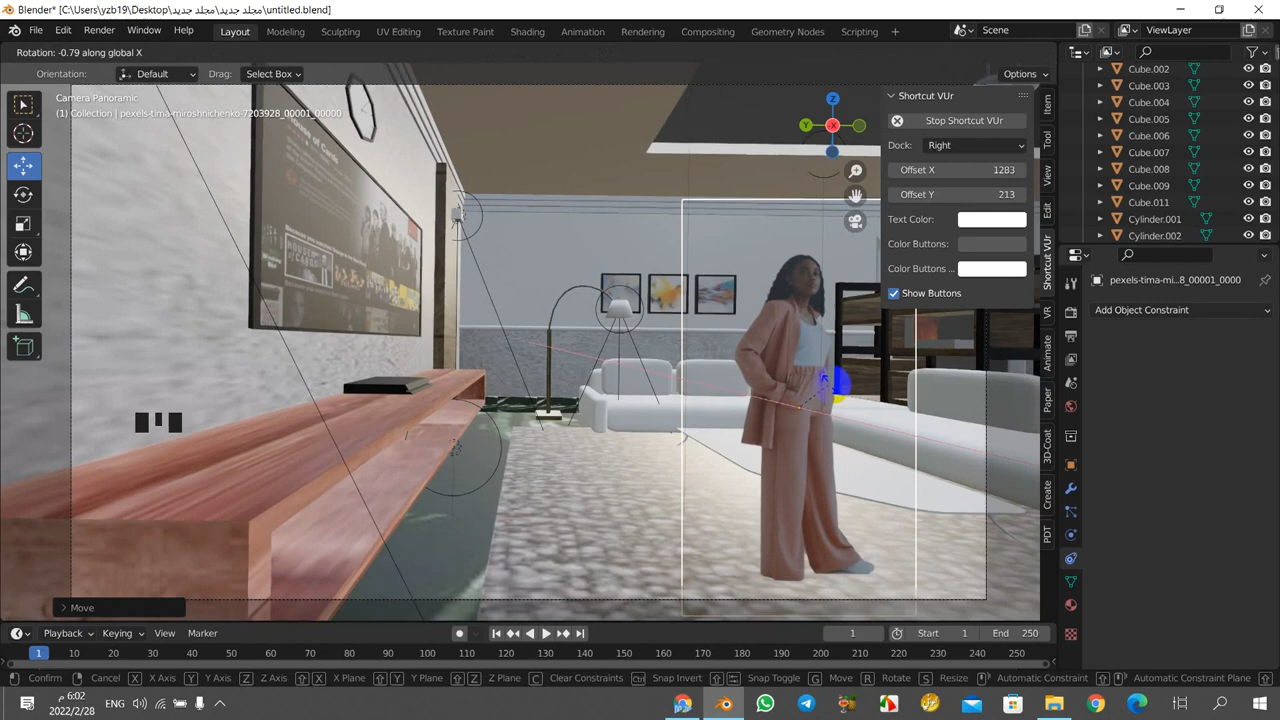 Blender* [C:\Users\yzb19\Desktop\مجلد جديد\مجلد جديد\untitled.blend]
File Edit Render Window Help Layout Modeling Sculpting UV Editing Texture Paint Shading Animation Rendering Compositing Geometry Nodes Scripting + Scene ViewLayer
Rotation: -0.79 along global X
Orientation: Default Drag: Select Box Options
Camera Panoramic
(1) Collection | pexels-tima-miroshnichenko-7203928_00001_00000
Z
Y
-X
Shortcut VUr
Stop Shortcut VUr
Dock: Right
Offset X 1283
Offset Y 213
Text Color:
Color Buttons:
Color Buttons ...
Show Buttons
Item
Tool
View
Edit
Shortcut VUr
VR
Animate
Paper
3D-Coat
Create
PDT
Cube.002
Cube.003
Cube.004
Cube.005
Cube.006
Cube.007
Cube.008
Cube.009
Cube.011
Cylinder.001
Cylinder.002
pexels-tima-mi...8_00001_0000
Add Object Constraint
House of Cards
HOUSE of CARDS
Move
Playback Keying View Marker 1 Start 1 End 250
1 10 20 30 40 50 60 70 80 90 100 110 120 130 140 150 160 170 180 190 200 210 220 230 240 250
Confirm Cancel X X Axis Y Y Axis Z Z Axis X X Plane Y Y Plane Z Z Plane C Clear Constraints Ctrl Snap Invert Snap Toggle G Move R Rotate S Resize Automatic Constraint Automatic Constraint Plane
ENG
6:02 م
2022/2/28